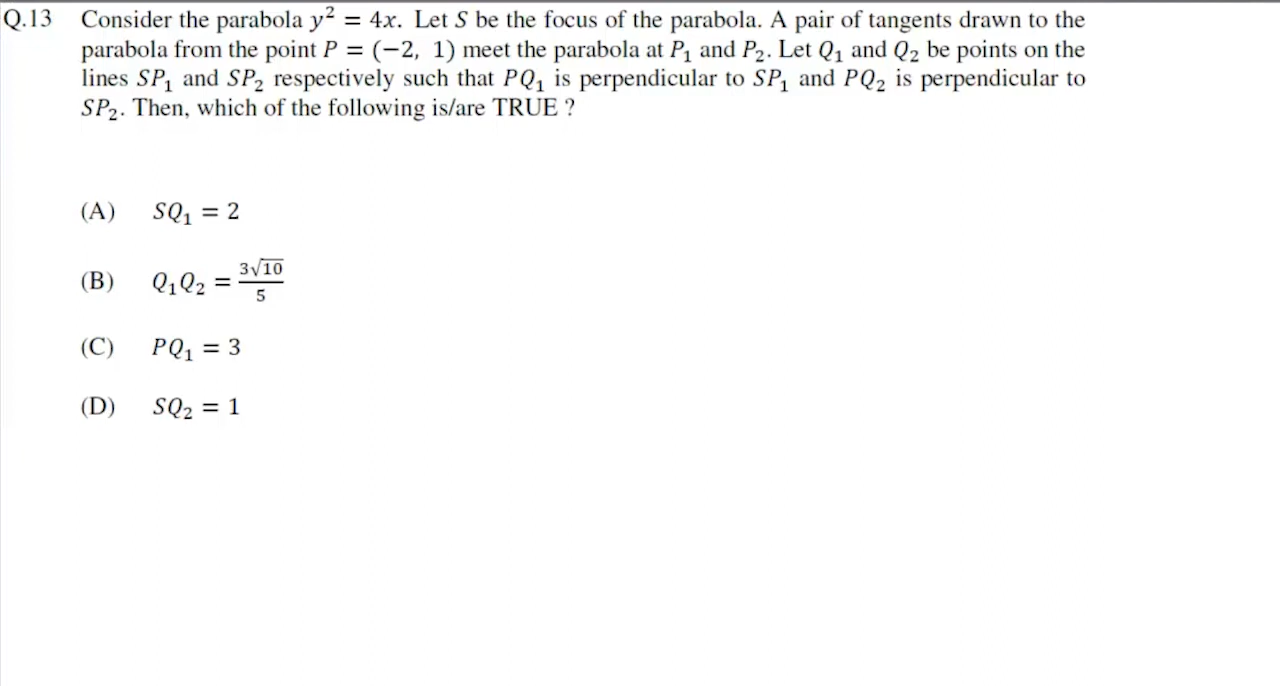 Q.13 Consider the parabola y² = 4x. Let S be the focus of the parabola. A pair of tangents drawn to the
parabola from the point P = (−2, 1) meet the parabola at P₁ and P₂. Let Q₁ and Q₂ be points on the
lines SP₁ and SP₂ respectively such that PQ₁ is perpendicular to SP₁ and PQ₂ is perpendicular to
SP₂. Then, which of the following is/are TRUE ?
(A) SQ₁ = 2
(B) Q₁Q₂ = 3√10/5
(C) PQ₁ = 3
(D) SQ₂ = 1